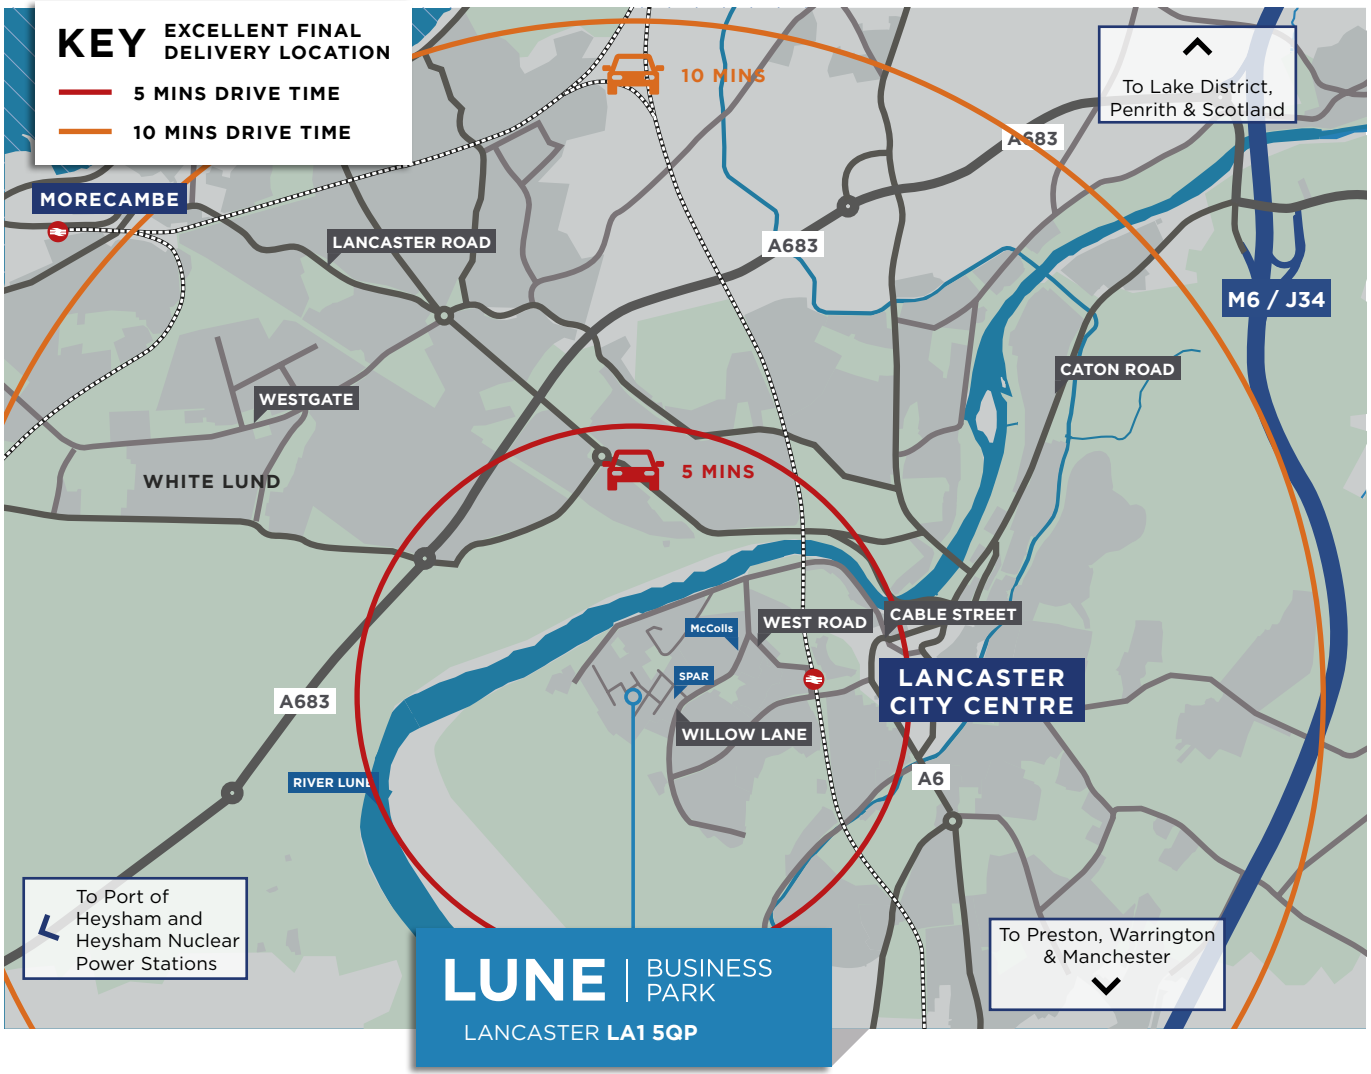 KEY EXCELLENT FINAL
DELIVERY LOCATION
5 MINS DRIVE TIME
10 MINS DRIVE TIME
10 MINS
To Lake District,
Penrith & Scotland
A683
MORECAMBE
LANCASTER ROAD
A683
M6 / J34
CATON ROAD
WESTGATE
WHITE LUND
5 MINS
CABLE STREET
WEST ROAD
McColls
SPAR
LANCASTER
CITY CENTRE
A683
WILLOW LANE
RIVER LUNE
A6
To Port of
Heysham and
Heysham Nuclear
Power Stations
To Preston, Warrington
& Manchester
LUNE BUSINESS
PARK
LANCASTER LA1 5QP